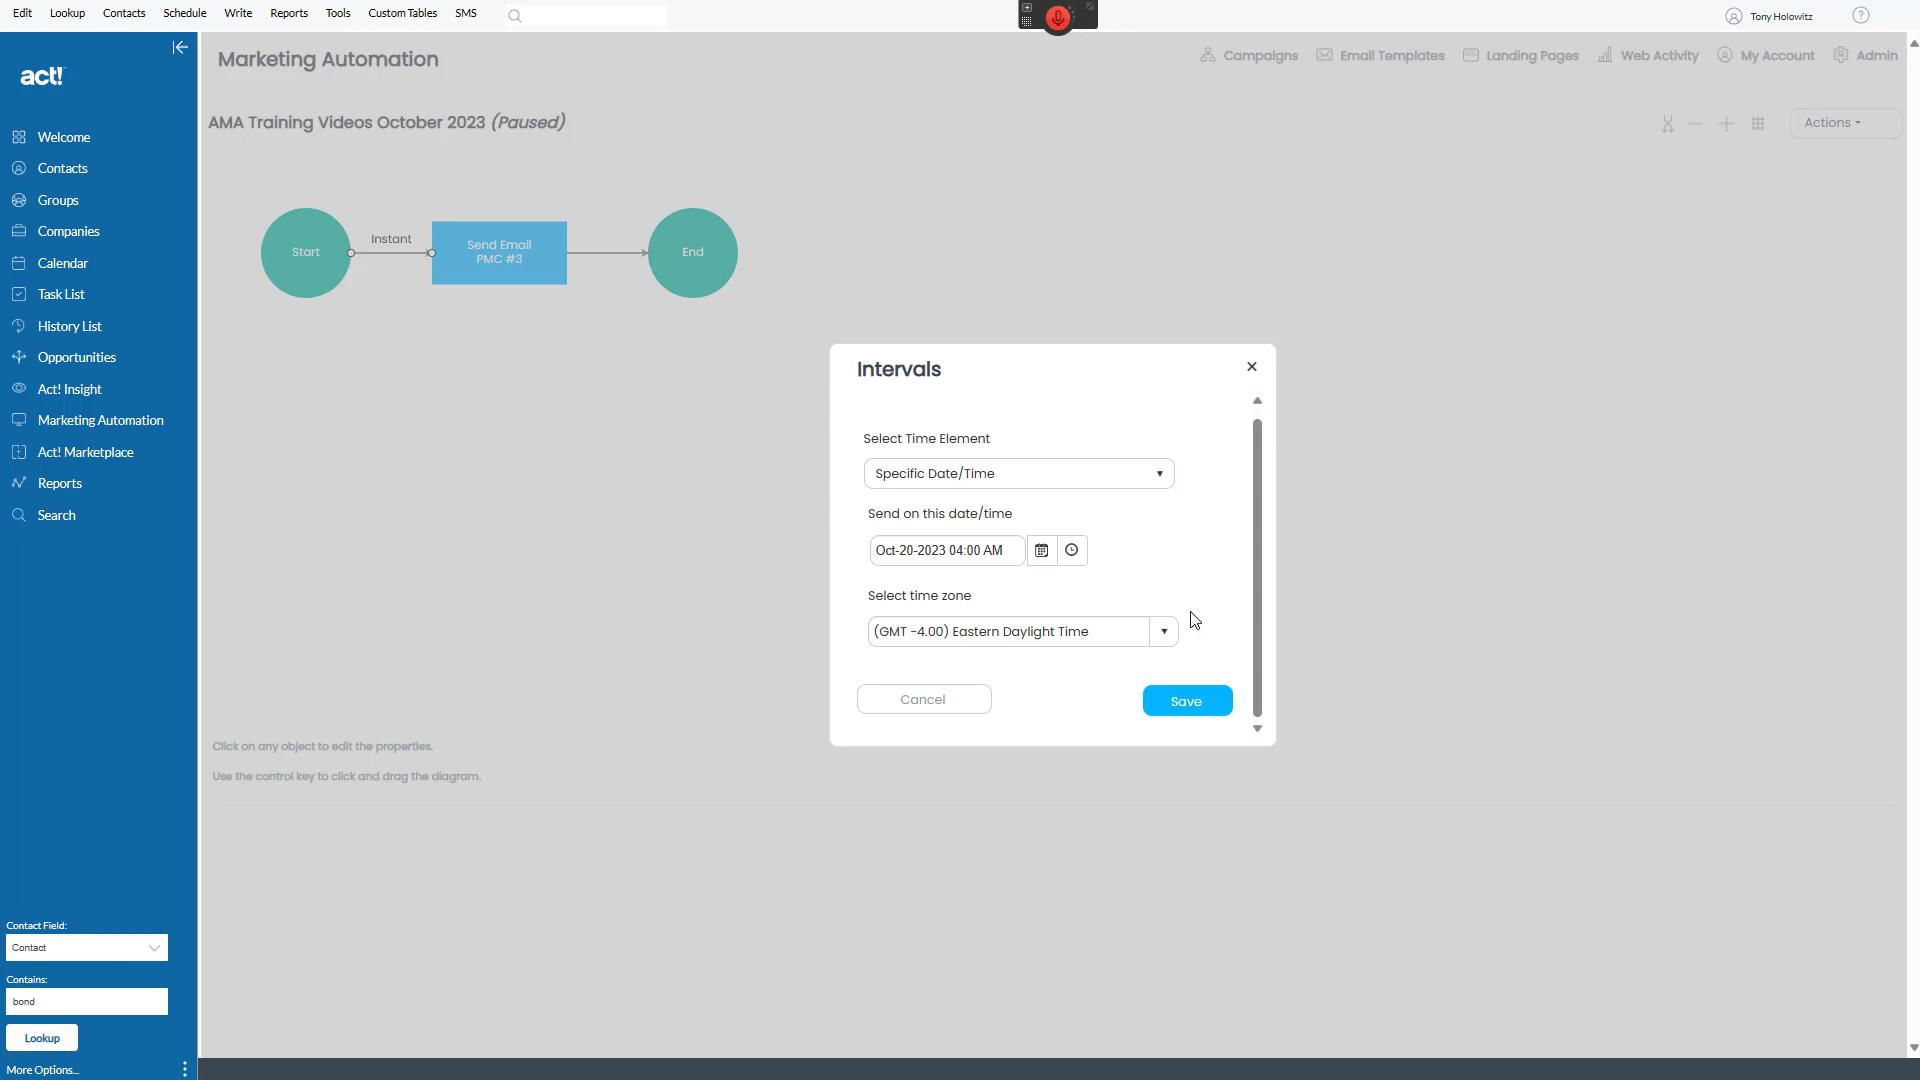 Edit Lookup Contacts Schedule Write Reports Tools Custom Tables SMS
Tony Holowitz
act!
Welcome
Contacts
Groups
Companies
Calendar
Task List
History List
Opportunities
Act! Insight
Marketing Automation
Act! Marketplace
Reports
Search
Contact Field:
Contact
Contains:
bond
Lookup
More Options...
Marketing Automation
Campaigns Email Templates Landing Pages Web Activity My Account Admin
AMA Training Videos October 2023 (Paused)
Actions
Start
Instant
Send Email
PMC #3
End
Intervals
Select Time Element
Specific Date/Time
Send on this date/time
Oct-20-2023 04:00 AM
Select time zone
(GMT -4.00) Eastern Daylight Time
Cancel
Save
Click on any object to edit the properties.
Use the control key to click and drag the diagram.